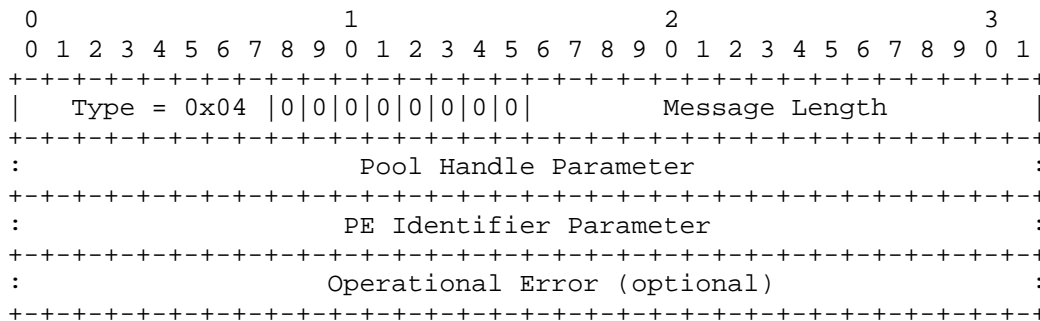 0                   1                   2                   3
 0 1 2 3 4 5 6 7 8 9 0 1 2 3 4 5 6 7 8 9 0 1 2 3 4 5 6 7 8 9 0 1
+-+-+-+-+-+-+-+-+-+-+-+-+-+-+-+-+-+-+-+-+-+-+-+-+-+-+-+-+-+-+-+-+
|   Type = 0x04 |0|0|0|0|0|0|0|0|        Message Length         |
+-+-+-+-+-+-+-+-+-+-+-+-+-+-+-+-+-+-+-+-+-+-+-+-+-+-+-+-+-+-+-+-+
:                     Pool Handle Parameter                     :
+-+-+-+-+-+-+-+-+-+-+-+-+-+-+-+-+-+-+-+-+-+-+-+-+-+-+-+-+-+-+-+-+
:                    PE Identifier Parameter                    :
+-+-+-+-+-+-+-+-+-+-+-+-+-+-+-+-+-+-+-+-+-+-+-+-+-+-+-+-+-+-+-+-+
:                   Operational Error (optional)                :
+-+-+-+-+-+-+-+-+-+-+-+-+-+-+-+-+-+-+-+-+-+-+-+-+-+-+-+-+-+-+-+-+